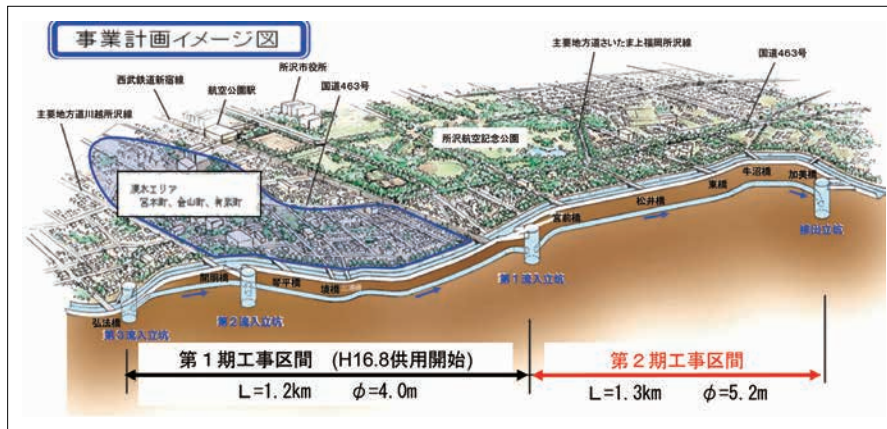 事業計画イメージ図
主要地方道さいたま上福岡所沢線
国道463号
所沢市役所
西武鉄道新宿線
航空公園駅
国道463号
主要地方道川越所沢線
所沢航空記念公園
浸水エリア
宮本町、金山町、有楽町
牛沼橋
加美橋
東橋
松井橋
宮前橋
排出立坑
第1流入立坑
開明橋
琴平橋
境橋
弘法橋
第3流入立坑
第2流入立坑
第1期工事区間 (H16.8供用開始)
L=1.2km φ=4.0m
第2期工事区間
L=1.3km φ=5.2m